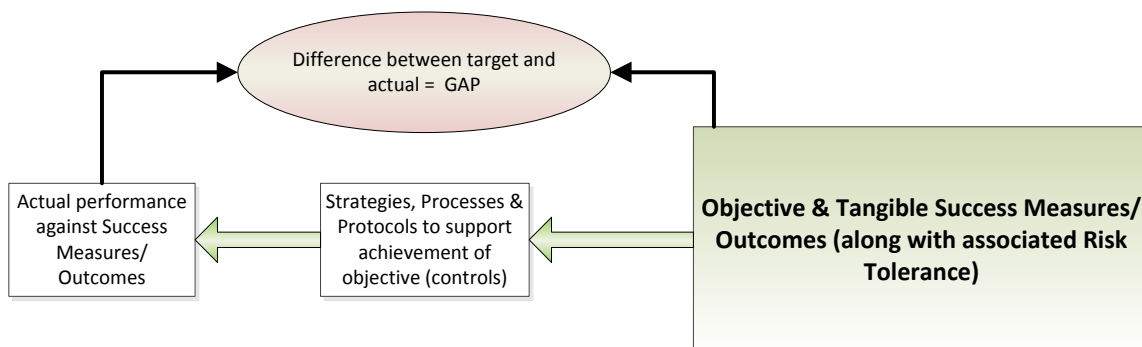 Difference between target and
actual = GAP
Actual performance
against Success
Measures/
Outcomes
Strategies, Processes &
Protocols to support
achievement of
objective (controls)
Objective & Tangible Success Measures/
Outcomes (along with associated Risk
Tolerance)